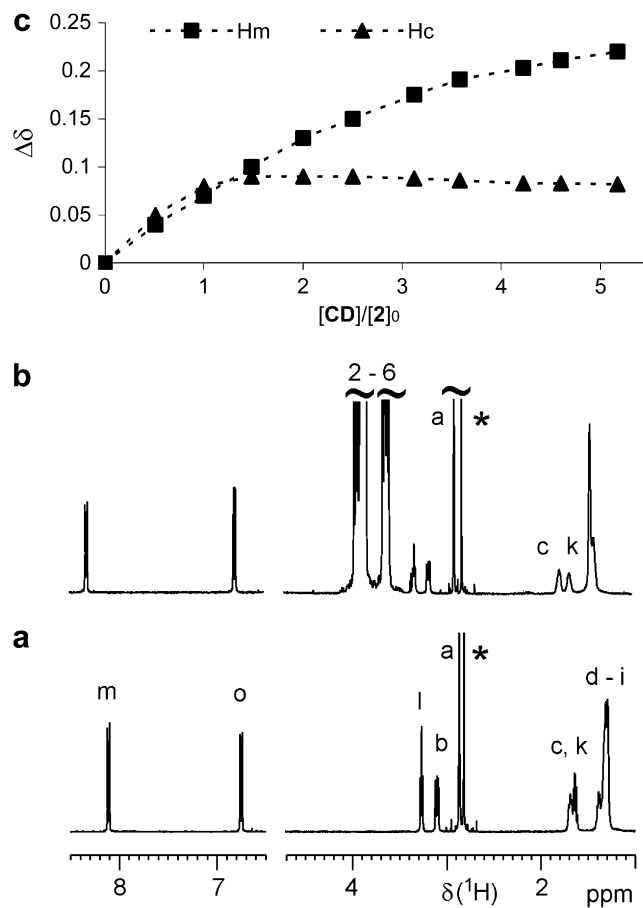 c
Hm Hc
0.25
0.2
0.15
0.1
0.05
0
Δδ
0 1 2 3 4 5
[CD]/[2]0
b
2 - 6
a *
c k
a
a *
m o l b c, k d - i
8 4 2
δ(¹H) ppm